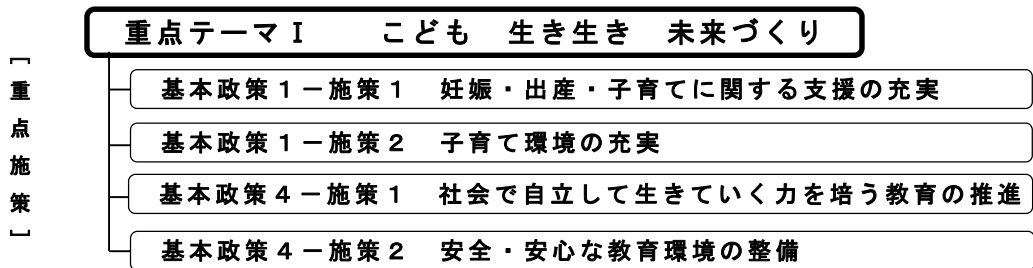 重点テーマⅠ　　こども　生き生き　未来づくり
［重点施策］
基本政策１－施策１　妊娠・出産・子育てに関する支援の充実
基本政策１－施策２　子育て環境の充実
基本政策４－施策１　社会で自立して生きていく力を培う教育の推進
基本政策４－施策２　安全・安心な教育環境の整備